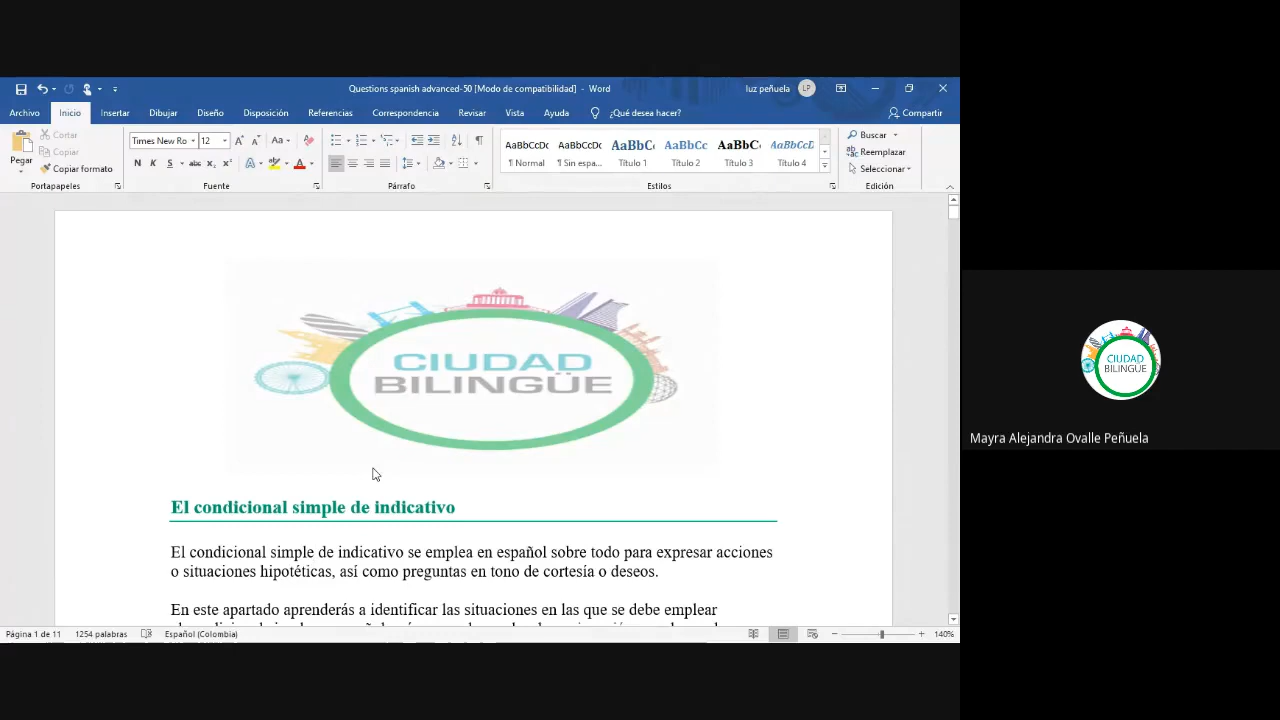 Questions spanish advanced-50 [Modo de compatibilidad] - Word
luz peñuela
LP
Archivo Inicio Insertar Dibujar Diseño Disposición Referencias Correspondencia Revisar Vista Ayuda ¿Qué desea hacer? Compartir
Pegar
Cortar
Copiar
Copiar formato
Portapapeles
Times New Ro 12
N K S abc x₂ x²
Fuente
Párrafo
AaBbCcDc AaBbCcDc AaBbC AaBbCc AaBbC AaBbCcD
¶ Normal ¶ Sin espa... Título 1 Título 2 Título 3 Título 4
Estilos
Buscar
Reemplazar
Seleccionar
Edición
CIUDAD
BILINGÜE
El condicional simple de indicativo
El condicional simple de indicativo se emplea en español sobre todo para expresar acciones
o situaciones hipotéticas, así como preguntas en tono de cortesía o deseos.
En este apartado aprenderás a identificar las situaciones en las que se debe emplear
Página 1 de 11 1254 palabras Español (Colombia) 140%
CIUDAD
BILINGÜE
Mayra Alejandra Ovalle Peñuela